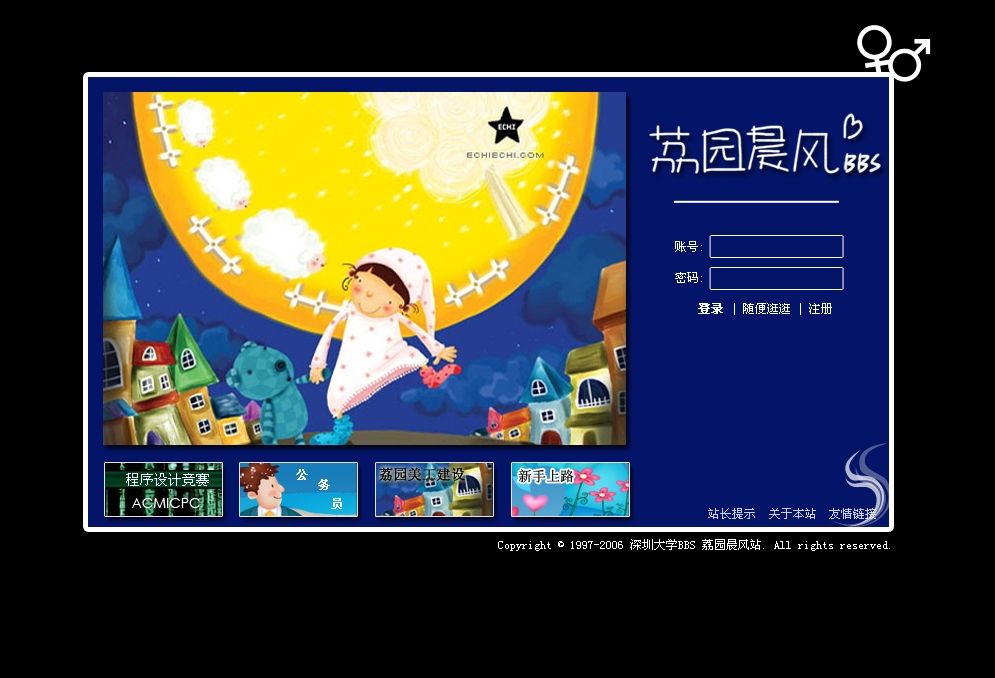 ECHI
ECHIECHI.COM
荔园晨风BBS
账号:
密码:
登录 | 随便逛逛 | 注册
程序设计竞赛
ACMICPC
公务员
荔园美工建设
新手上路
站长提示 关于本站 友情链接
Copyright © 1997-2006 深圳大学BBS 荔园晨风站. All rights reserved.